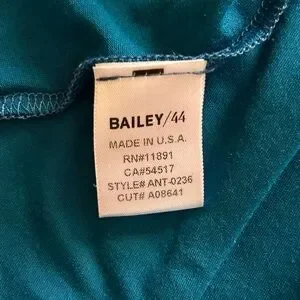 BAILEY/44
MADE IN U.S.A.
RN#11891
CA#54517
STYLE# ANT-0236
CUT# A08641